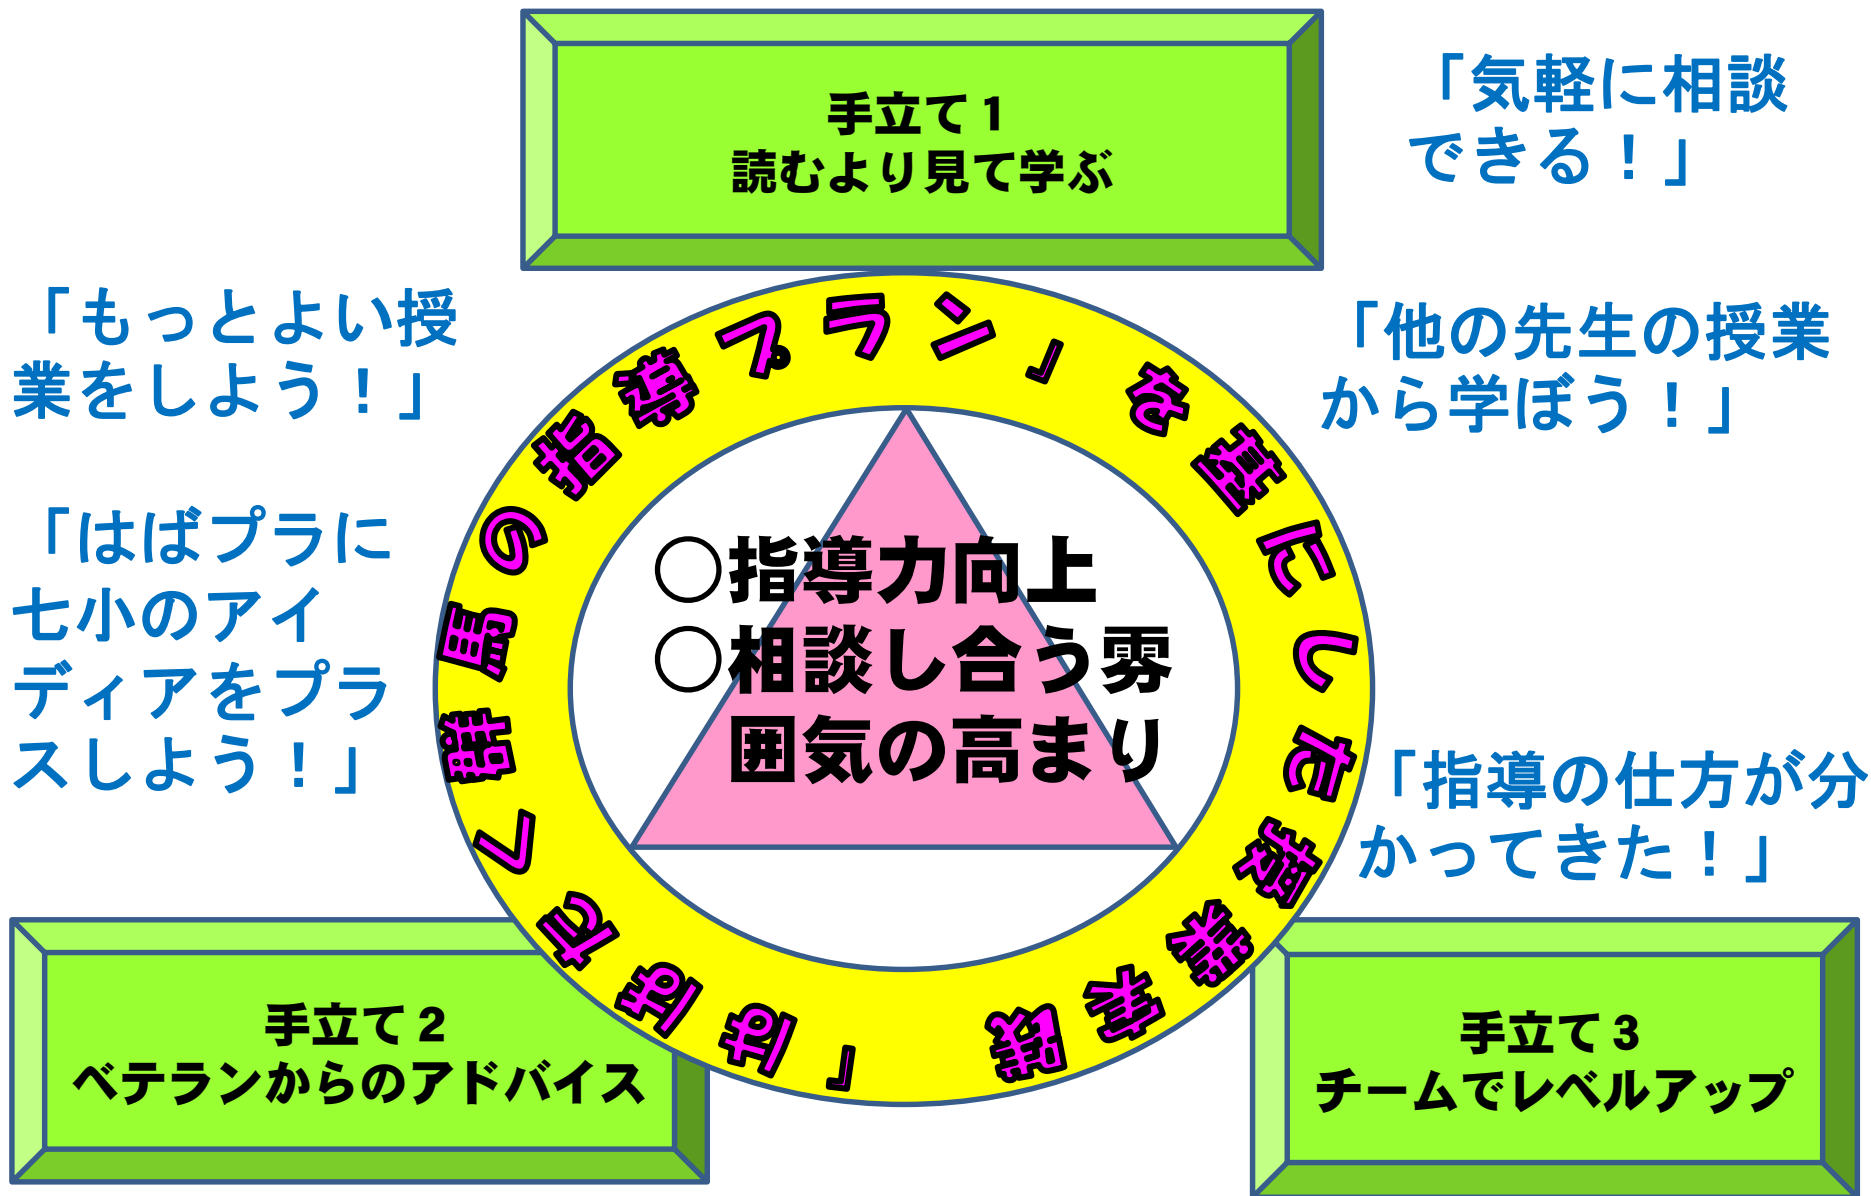 手立て１
読むより見て学ぶ
「気軽に相談
できる！」
「もっとよい授
業をしよう！」
「他の先生の授業
から学ぼう！」
「はばプラに
七小のアイ
ディアをプラ
スしよう！」
「指導の仕方が分
かってきた！」
「はばたく群馬の指導プラン」を基にした授業実践
○指導力向上
○相談し合う雰
囲気の高まり
手立て２
ベテランからのアドバイス
手立て３
チームでレベルアップ